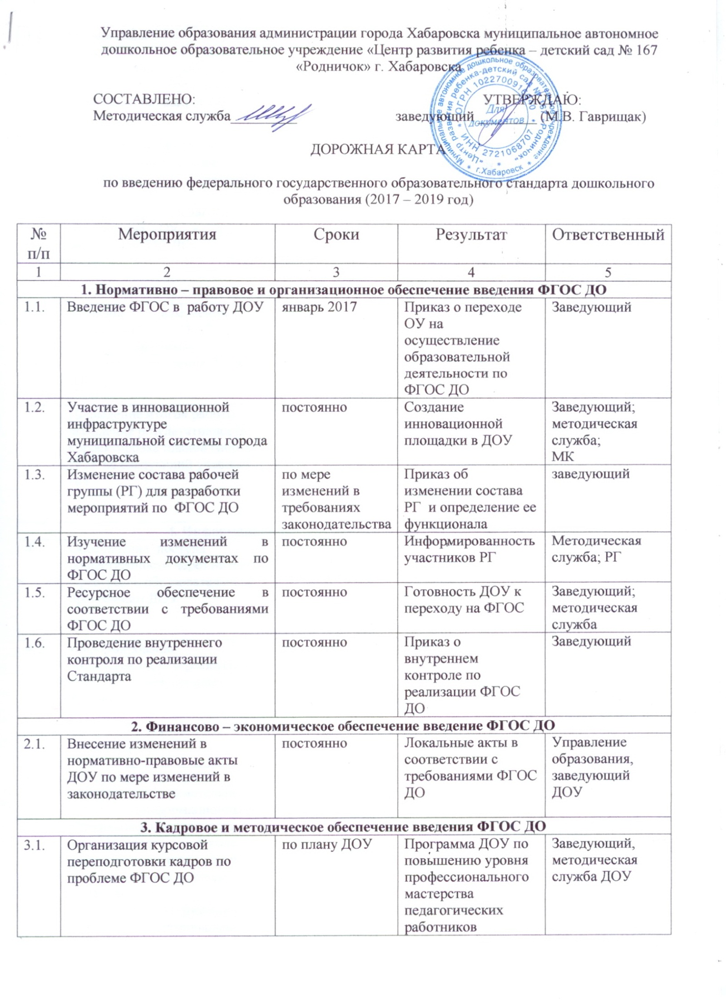 Управление образования администрации города Хабаровска муниципальное автономное
дошкольное образовательное учреждение «Центр развития ребенка – детский сад № 167
«Родничок» г. Хабаровска
СОСТАВЛЕНО: УТВЕРЖДАЮ:
Методическая служба_________ заведующий ________ (М.В. Гаврищак)
Муниципальное автономное дошкольное образовательное учреждение * г.Хабаровск *
„Центр развития ребенка-детский сад № 167 „Родничок“ *
ИНН 2721068707
Для
документов
ДОРОЖНАЯ КАРТА
по введению федерального государственного образовательного стандарта дошкольного
образования (2017 – 2019 год)
№ Мероприятия Сроки Результат Ответственный
п/п
1 2 3 4 5
1. Нормативно – правовое и организационное обеспечение введения ФГОС ДО
1.1. Введение ФГОС в работу ДОУ январь 2017 Приказ о переходе Заведующий
ОУ на
осуществление
образовательной
деятельности по
ФГОС ДО
1.2. Участие в инновационной постоянно Создание Заведующий;
инфраструктуре инновационной методическая
муниципальной системы города площадки в ДОУ служба;
Хабаровска МК
1.3. Изменение состава рабочей по мере Приказ об заведующий
группы (РГ) для разработки изменений в изменении состава
мероприятий по ФГОС ДО требованиях РГ и определение ее
законодательства функционала
1.4. Изучение изменений в постоянно Информированность Методическая
нормативных документах по участников РГ служба; РГ
ФГОС ДО
1.5. Ресурсное обеспечение в постоянно Готовность ДОУ к Заведующий;
соответствии с требованиями переходу на ФГОС методическая
ФГОС ДО служба
1.6. Проведение внутреннего постоянно Приказ о Заведующий
контроля по реализации внутреннем
Стандарта контроле по
реализации ФГОС
ДО
2. Финансово – экономическое обеспечение введение ФГОС ДО
2.1. Внесение изменений в постоянно Локальные акты в Управление
нормативно-правовые акты соответствии с образования,
ДОУ по мере изменений в требованиями ФГОС заведующий
законодательстве ДО ДОУ
3. Кадровое и методическое обеспечение введения ФГОС ДО
3.1. Организация курсовой по плану ДОУ Программа ДОУ по Заведующий,
переподготовки кадров по повышению уровня методическая
проблеме ФГОС ДО профессионального служба ДОУ
мастерства
педагогических
работников